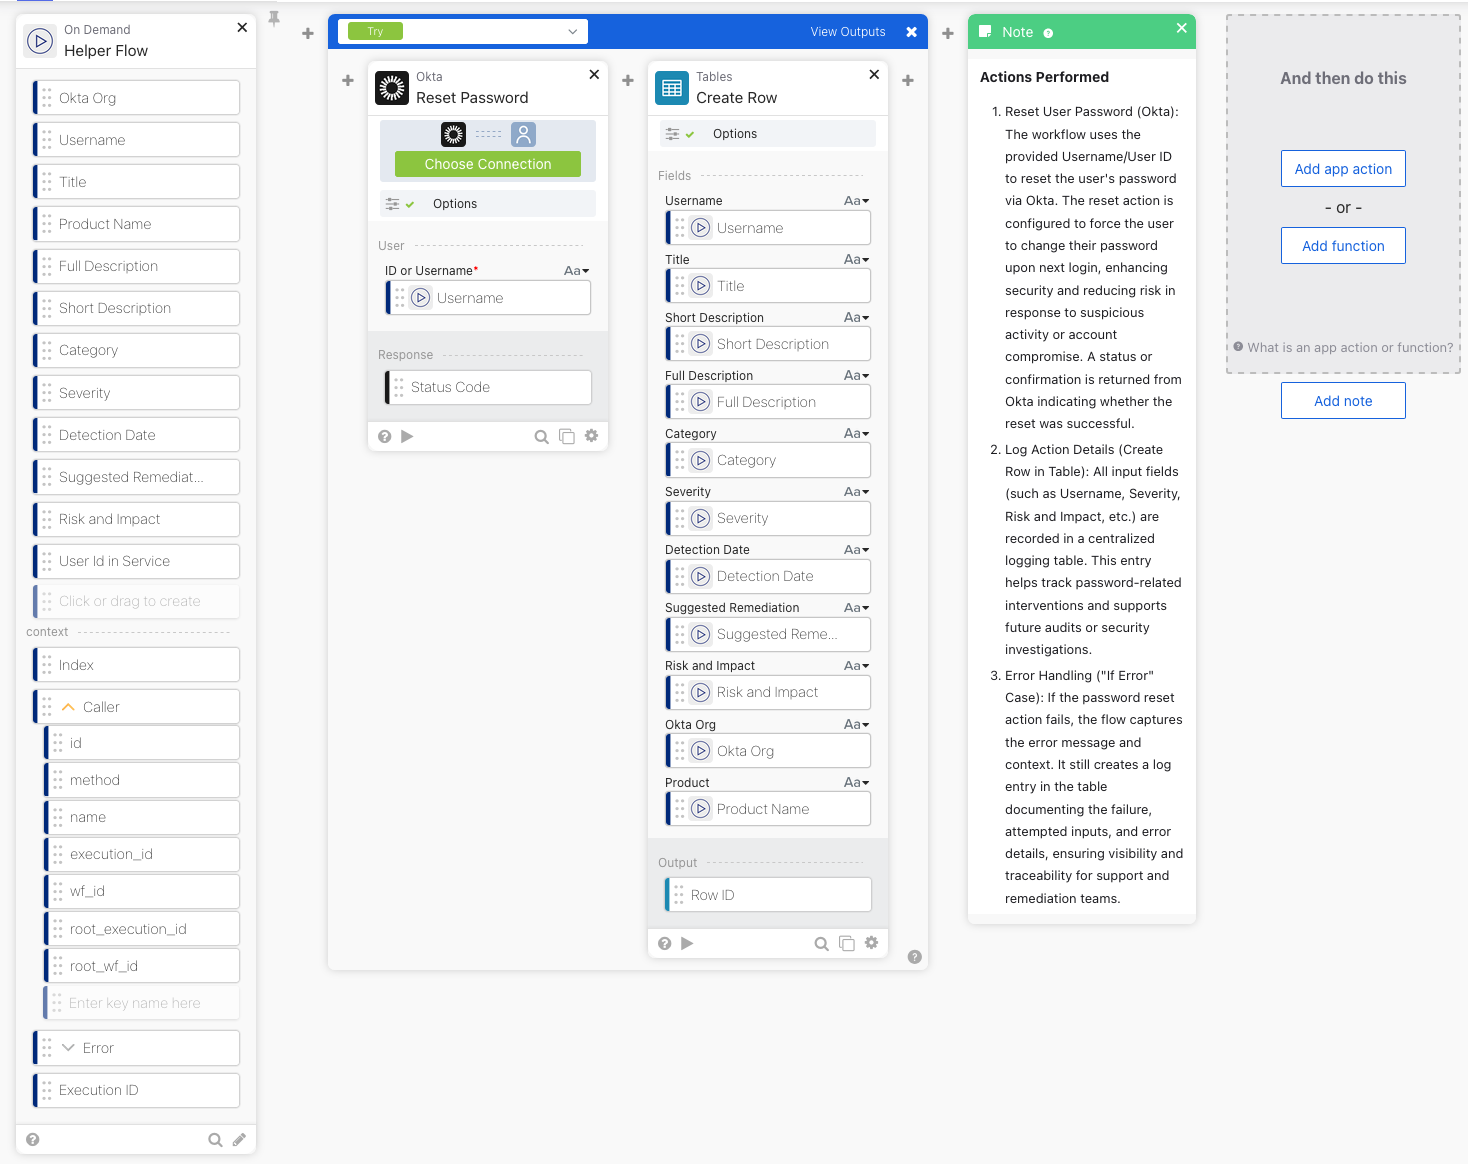 On Demand
Helper Flow
Okta Org
Username
Title
Product Name
Full Description
Short Description
Category
Severity
Detection Date
Suggested Remediat...
Risk and Impact
User Id in Service
Click or drag to create
context
Index
Caller
id
method
name
execution_id
wf_id
root_execution_id
root_wf_id
Enter key name here
Error
Execution ID
Try
View Outputs
Okta
Reset Password
Choose Connection
Options
User
ID or Username*
Aa
Username
Response
Status Code
Tables
Create Row
Options
Fields
Username
Aa
Username
Title
Aa
Title
Short Description
Aa
Short Description
Full Description
Aa
Full Description
Category
Aa
Category
Severity
Aa
Severity
Detection Date
Aa
Detection Date
Suggested Remediation
Aa
Suggested Reme...
Risk and Impact
Aa
Risk and Impact
Okta Org
Aa
Okta Org
Product
Aa
Product Name
Output
Row ID
Note
Actions Performed
1. Reset User Password (Okta):
The workflow uses the
provided Username/User ID
to reset the user's password
via Okta. The reset action is
configured to force the user
to change their password
upon next login, enhancing
security and reducing risk in
response to suspicious
activity or account
compromise. A status or
confirmation is returned from
Okta indicating whether the
reset was successful.
2. Log Action Details (Create
Row in Table): All input fields
(such as Username, Severity,
Risk and Impact, etc.) are
recorded in a centralized
logging table. This entry
helps track password-related
interventions and supports
future audits or security
investigations.
3. Error Handling ("If Error"
Case): If the password reset
action fails, the flow captures
the error message and
context. It still creates a log
entry in the table
documenting the failure,
attempted inputs, and error
details, ensuring visibility and
traceability for support and
remediation teams.
And then do this
Add app action
- or -
Add function
What is an app action or function?
Add note